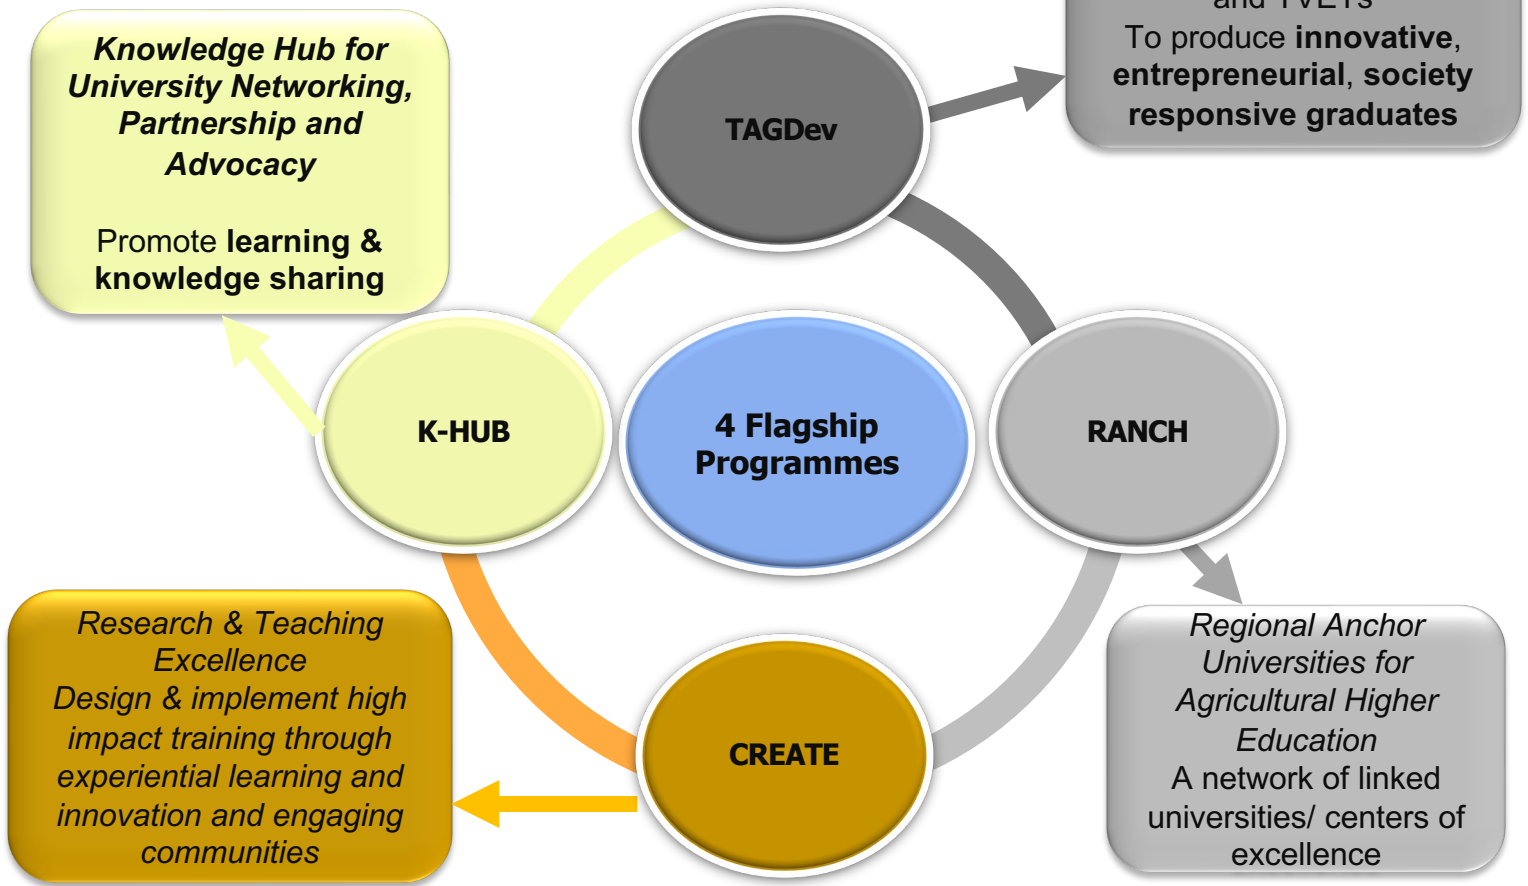 and TVETs
To produce innovative,
entrepreneurial, society
responsive graduates
Knowledge Hub for
University Networking,
Partnership and
Advocacy
Promote learning &
knowledge sharing
TAGDev
K-HUB
4 Flagship
Programmes
RANCH
Research & Teaching
Excellence
Design & implement high
impact training through
experiential learning and
innovation and engaging
communities
CREATE
Regional Anchor
Universities for
Agricultural Higher
Education
A network of linked
universities/ centers of
excellence